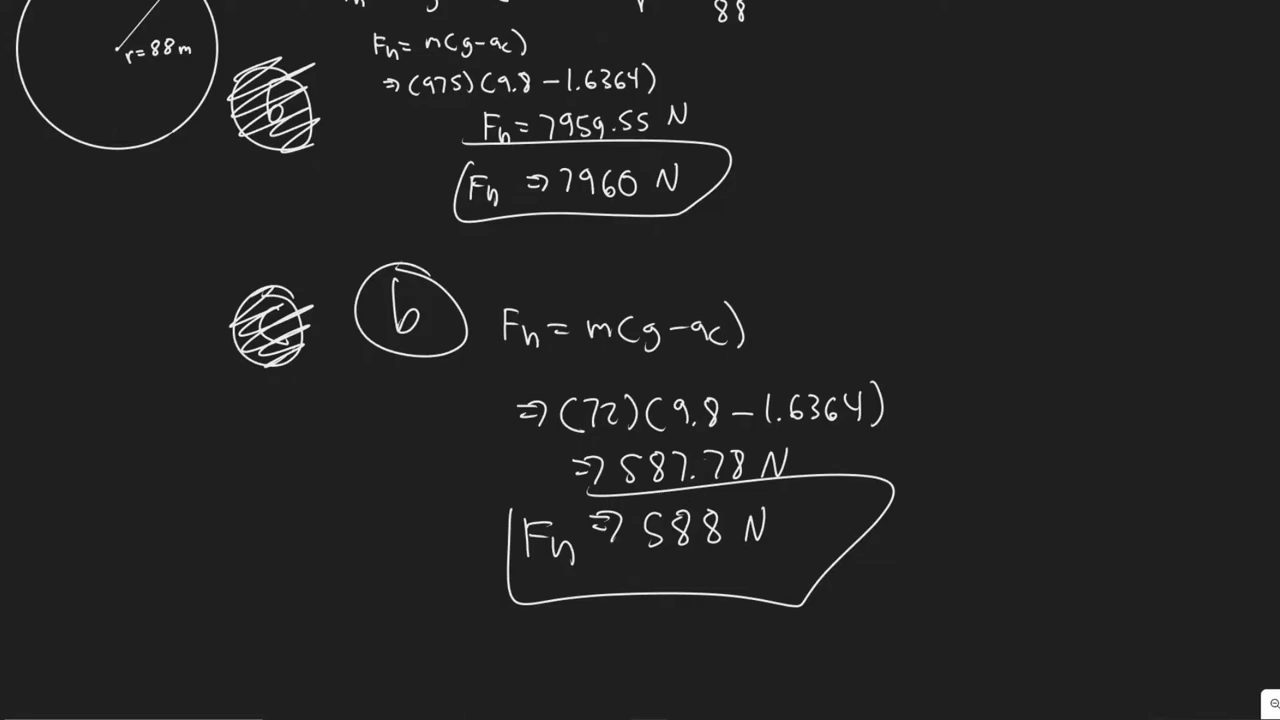 88
r=88m
Fn= m(g-ac)
⇒ (975)(9.8 - 1.6364)
b
Fn = 7959.55 N
Fn ⇒ 7960 N
c
b
Fn = m(g-ac)
⇒ (72)(9.8 - 1.6364)
⇒ 587.78 N
Fn ⇒ 588 N